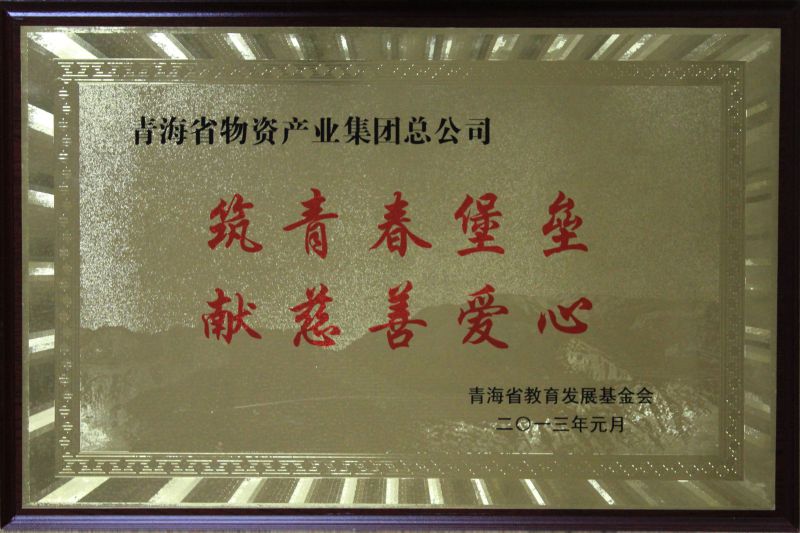 青海省物资产业集团总公司
筑青春堡垒
献慈善爱心
青海省教育发展基金会
二〇一三年元月